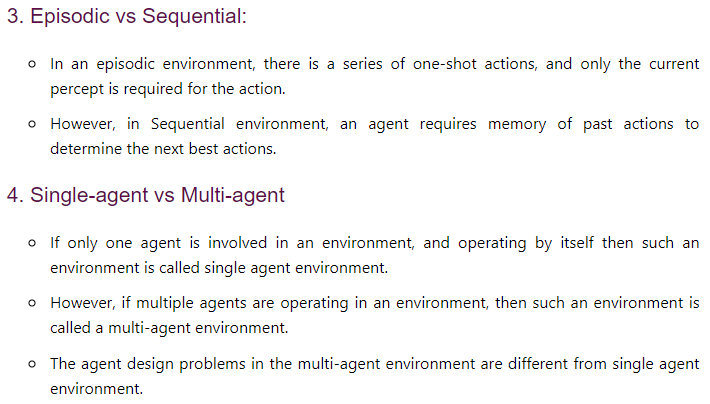 3. Episodic vs Sequential:
In an episodic environment, there is a series of one-shot actions, and only the current
percept is required for the action.
However, in Sequential environment, an agent requires memory of past actions to
determine the next best actions.
4. Single-agent vs Multi-agent
If only one agent is involved in an environment, and operating by itself then such an
environment is called single agent environment.
However, if multiple agents are operating in an environment, then such an environment is
called a multi-agent environment.
The agent design problems in the multi-agent environment are different from single agent
environment.